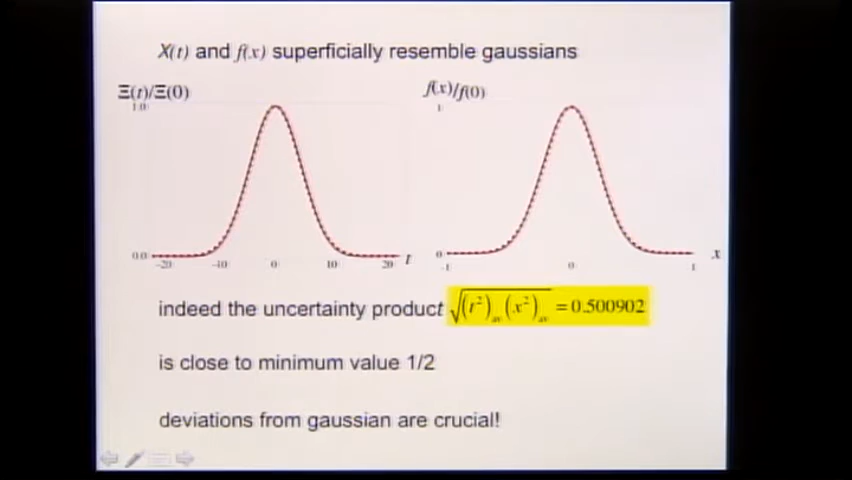 X(t) and f(x) superficially resemble gaussians
Ξ(t)/Ξ(0)
f(x)/f(0)
1.0
1
0.0
-20
-10
0
10
20
t
0
-1
0
1
x
indeed the uncertainty product √(t²)ₐᵥ(x²)ₐᵥ = 0.500902
is close to minimum value 1/2
deviations from gaussian are crucial!